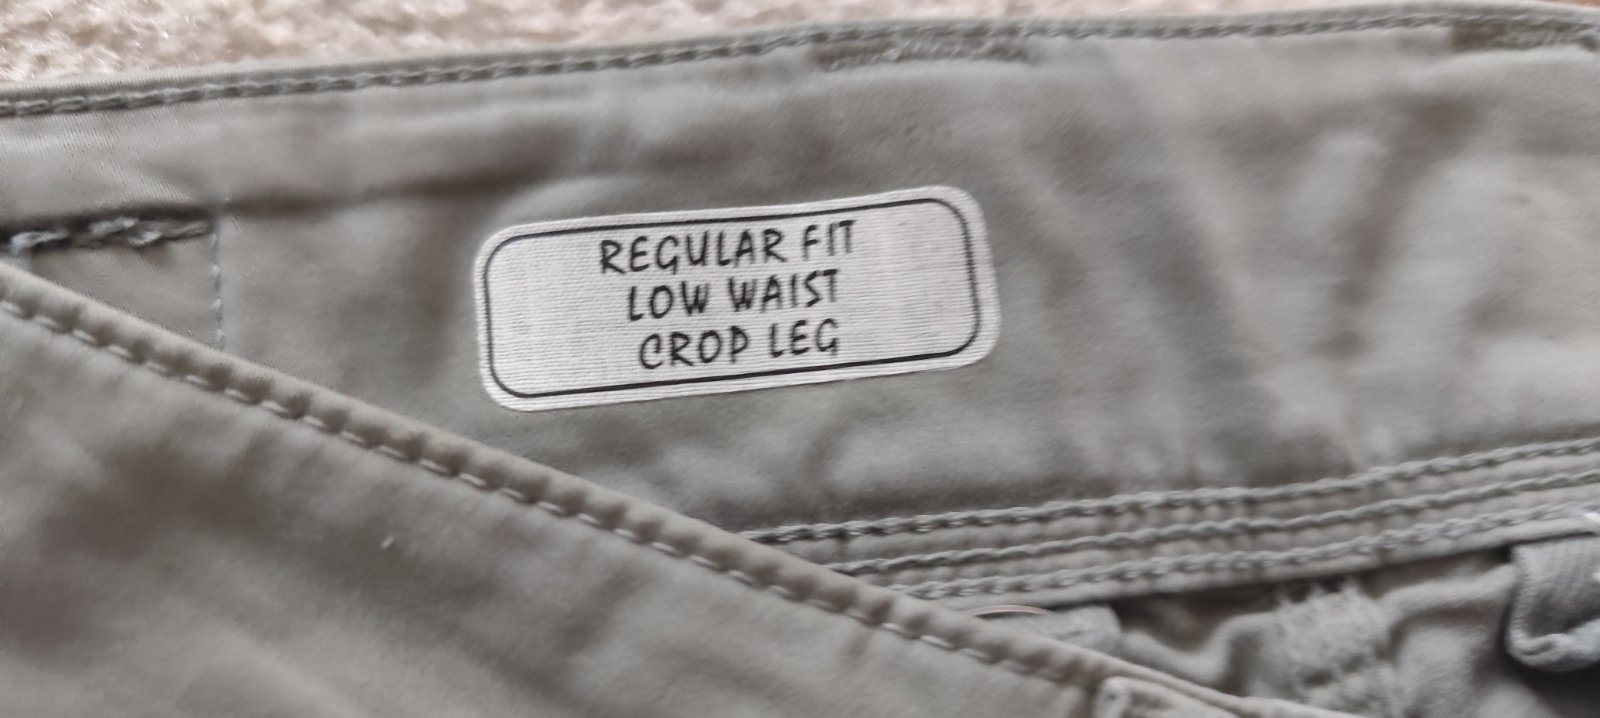 REGULAR FIT
LOW WAIST
CROP LEG